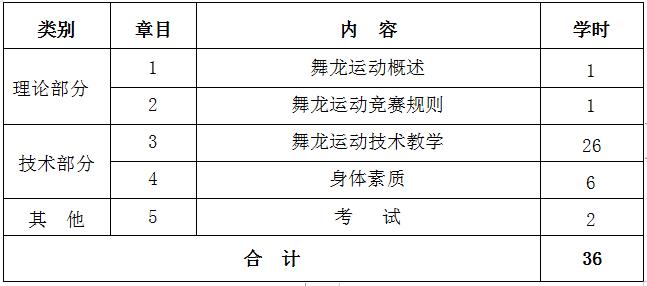 类别 章目 内 容 学时
理论部分 1 舞龙运动概述 1
2 舞龙运动竞赛规则 1
技术部分 3 舞龙运动技术教学 26
4 身体素质 6
其 他 5 考 试 2
合 计 36